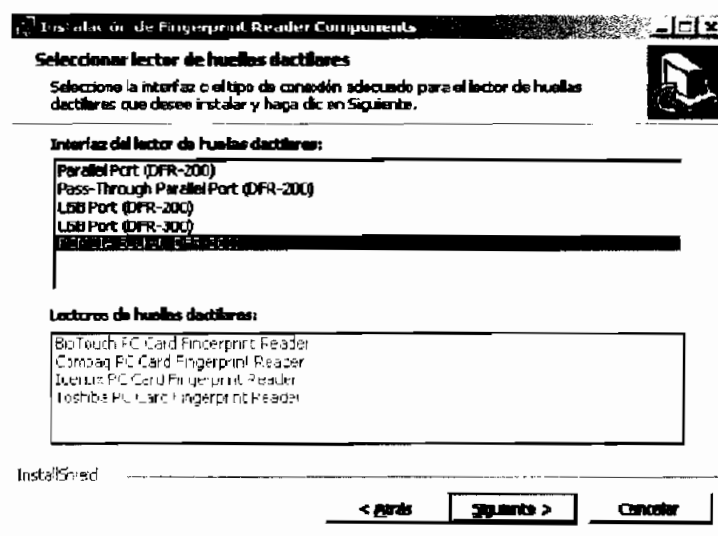 Instalación de Fingerprint Reader Components
Seleccionar lector de huellas dactilares
Seleccione la interfaz o el tipo de conexión adecuado para el lector de huellas
dactilares que desee instalar y haga clic en Siguiente.
Interfaz del lector de huellas dactilares:
Parallel Port (DFR-200)
Pass-Through Parallel Port (DFR-200)
USB Port (DFR-200)
USB Port (DFR-300)
Lectores de huellas dactilares:
BioTouch PC Card Fingerprint Reader
Compaq PC Card Fingerprint Reader
PC Card Fingerprint Reader
Toshiba PC Card Fingerprint Reader
InstallShield
< Atrás
Siguiente >
Cancelar